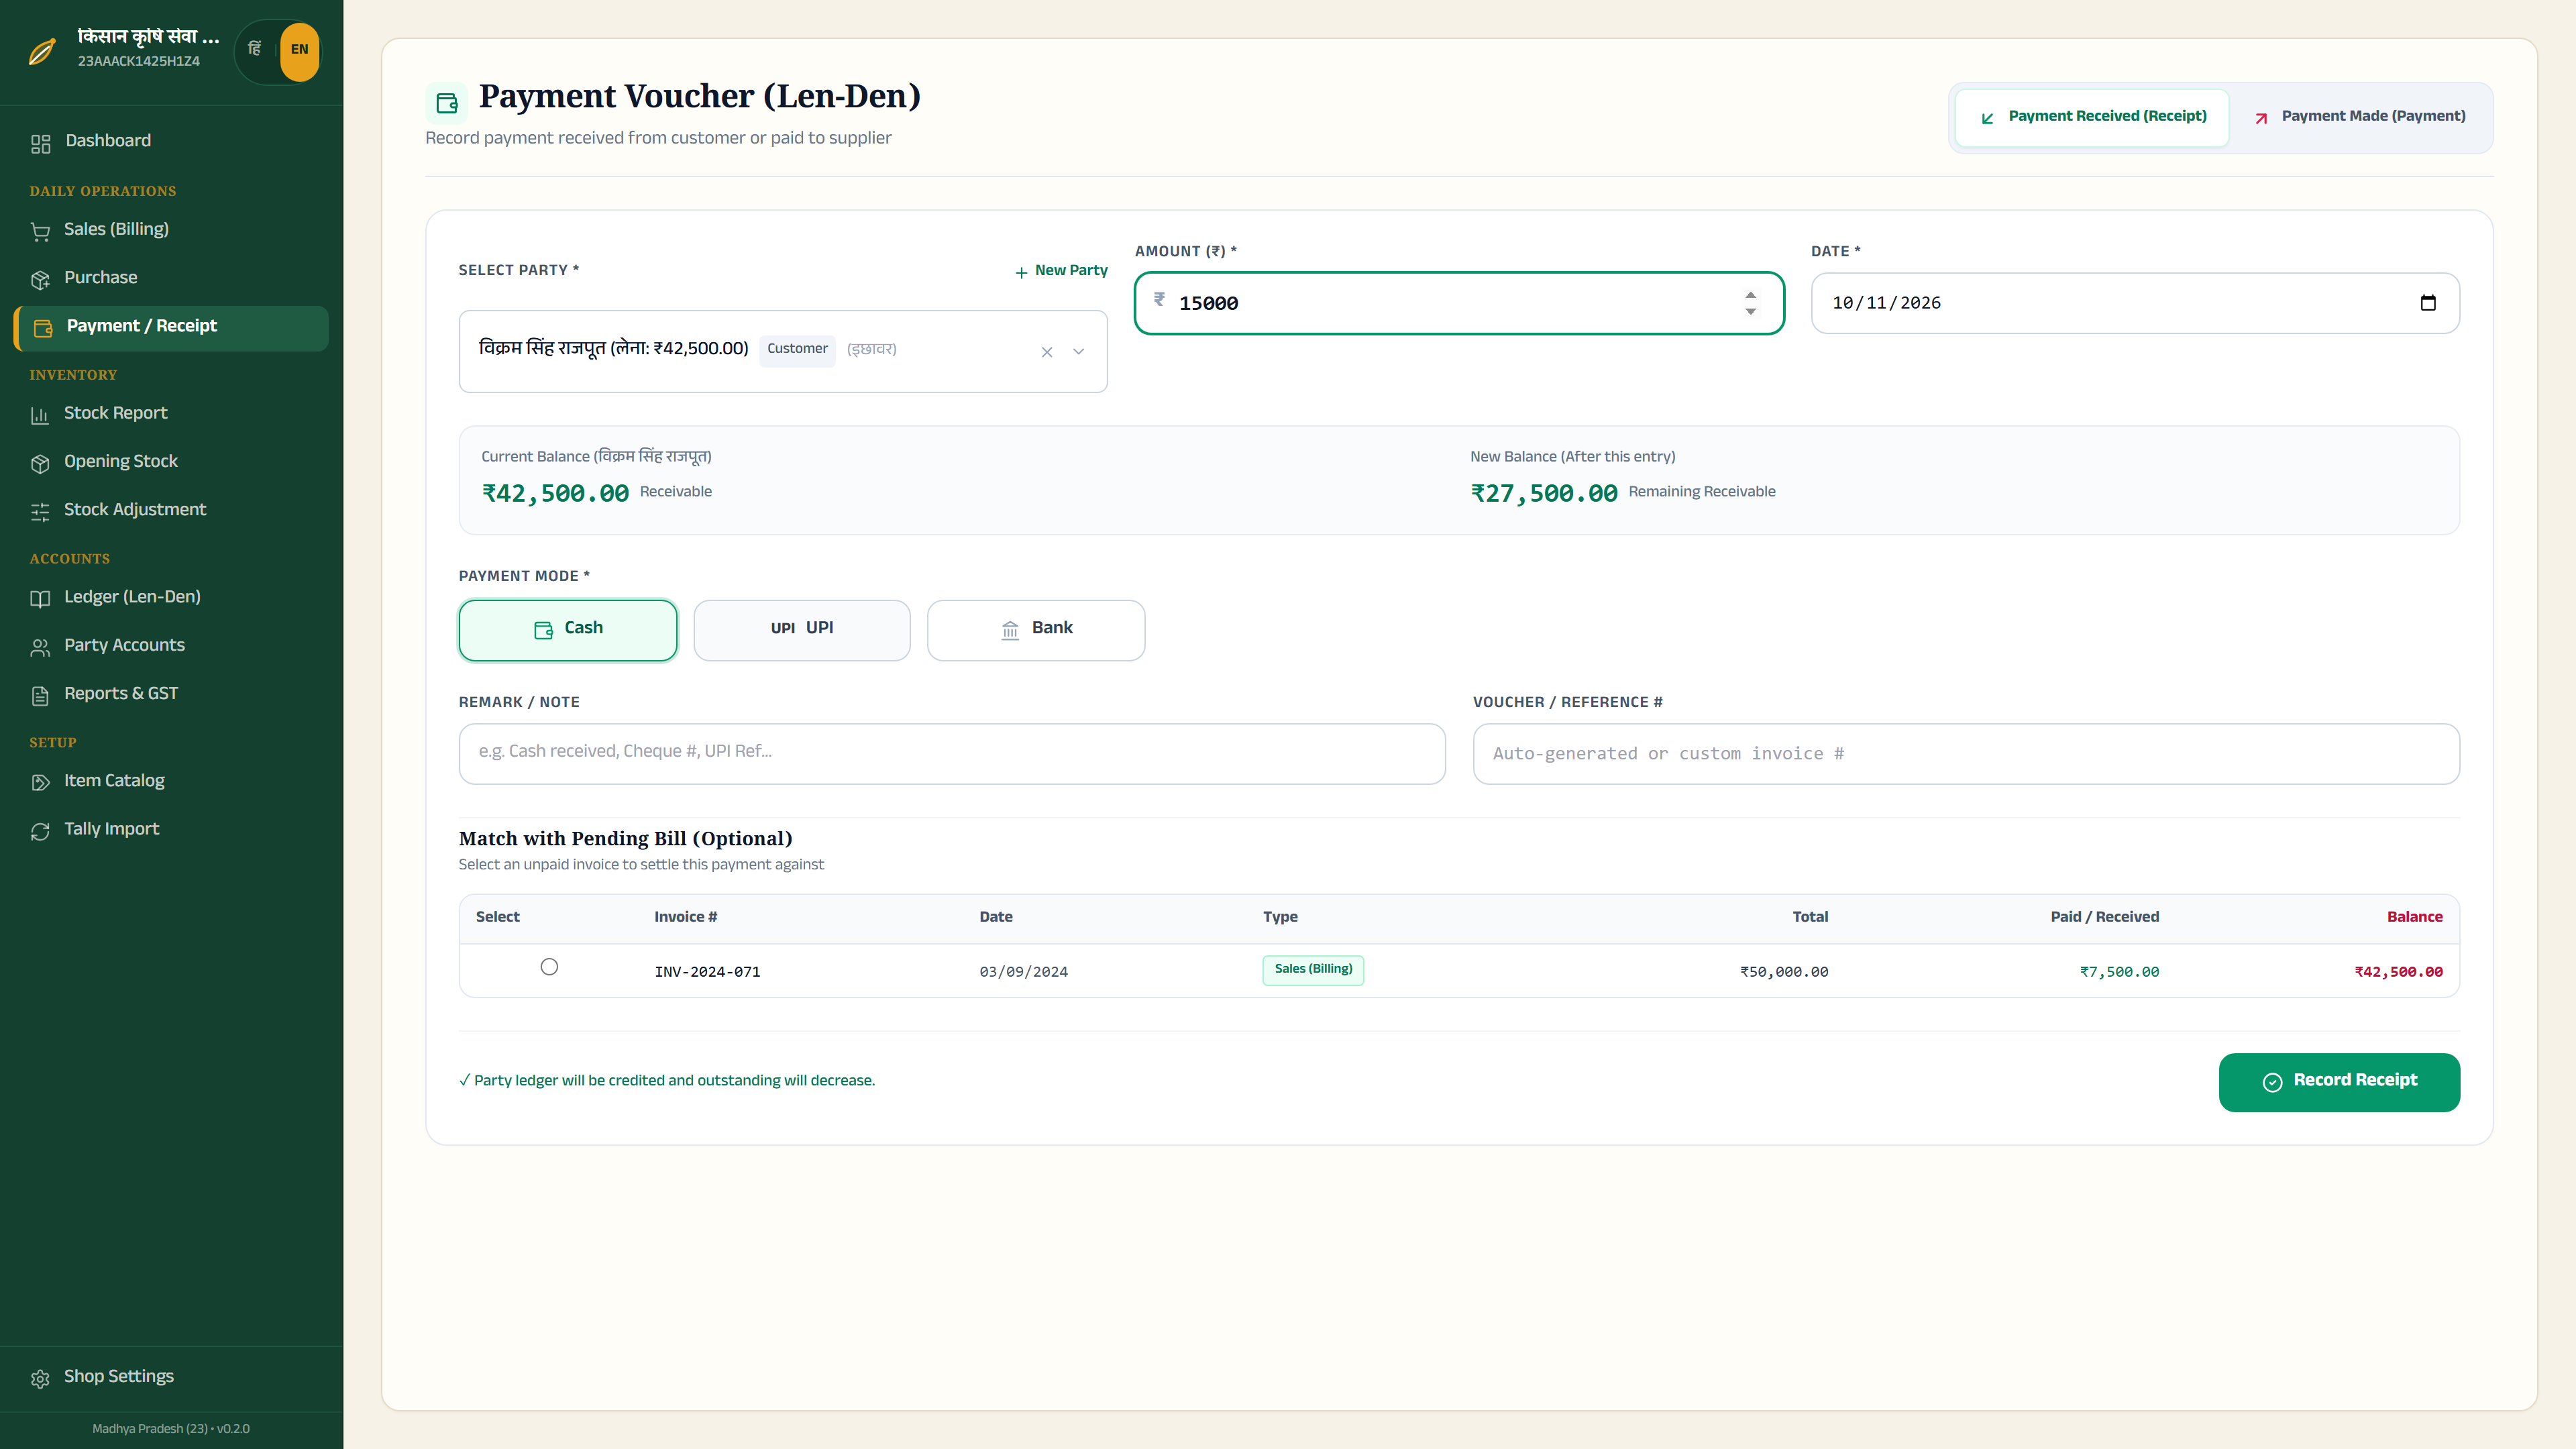 किसान कृषि सेवा ...
23AAACK1425H1Z4
हिं
EN
Dashboard
DAILY OPERATIONS
Sales (Billing)
Purchase
Payment / Receipt
INVENTORY
Stock Report
Opening Stock
Stock Adjustment
ACCOUNTS
Ledger (Len-Den)
Party Accounts
Reports & GST
SETUP
Item Catalog
Tally Import
Shop Settings
Madhya Pradesh (23) • v0.2.0
Payment Voucher (Len-Den)
Record payment received from customer or paid to supplier
Payment Received (Receipt)
Payment Made (Payment)
SELECT PARTY *
+ New Party
विक्रम सिंह राजपूत (लेना: ₹42,500.00) Customer (इछावर)
AMOUNT (₹) *
₹ 15000
DATE *
10/11/2026
Current Balance (विक्रम सिंह राजपूत)
₹42,500.00 Receivable
New Balance (After this entry)
₹27,500.00 Remaining Receivable
PAYMENT MODE *
Cash
UPI UPI
Bank
REMARK / NOTE
e.g. Cash received, Cheque #, UPI Ref...
VOUCHER / REFERENCE #
Auto-generated or custom invoice #
Match with Pending Bill (Optional)
Select an unpaid invoice to settle this payment against
Select Invoice # Date Type Total Paid / Received Balance
INV-2024-071 03/09/2024 Sales (Billing) ₹50,000.00 ₹7,500.00 ₹42,500.00
✓ Party ledger will be credited and outstanding will decrease.
Record Receipt